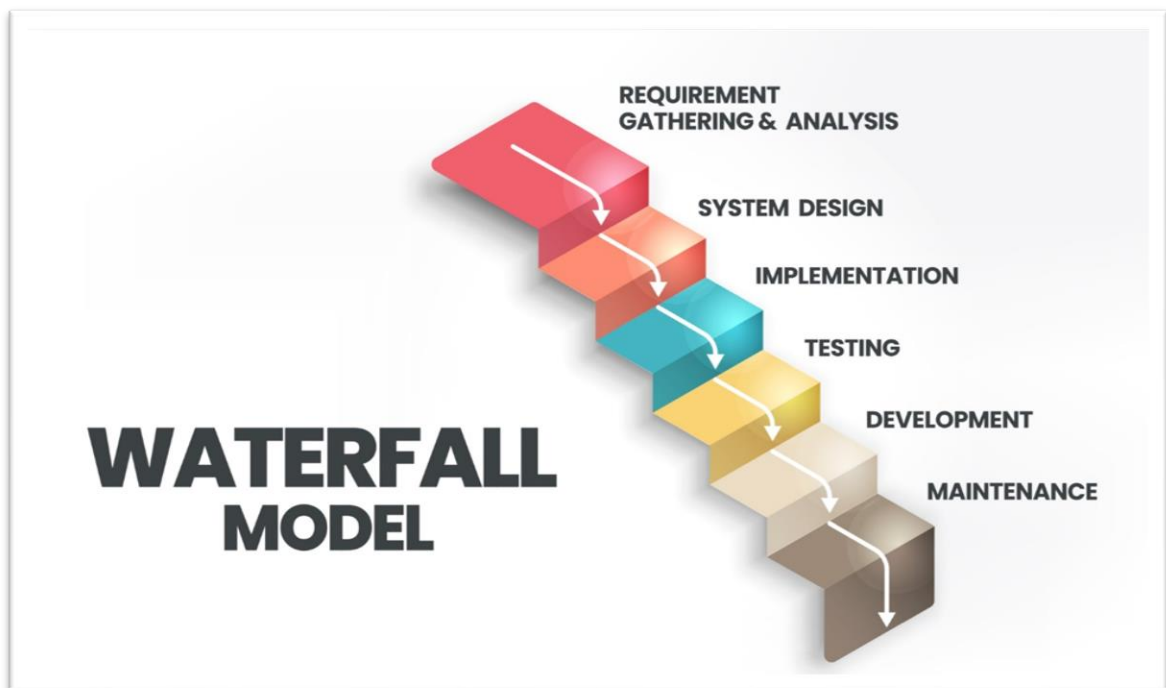 REQUIREMENT
GATHERING & ANALYSIS
SYSTEM DESIGN
IMPLEMENTATION
TESTING
DEVELOPMENT
MAINTENANCE
WATERFALL
MODEL